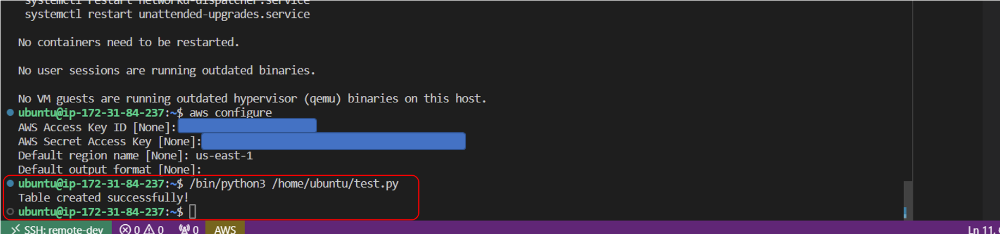 systemctl restart networkd-dispatcher.service
systemctl restart unattended-upgrades.service
No containers need to be restarted.
No user sessions are running outdated binaries.
No VM guests are running outdated hypervisor (qemu) binaries on this host.
ubuntu@ip-172-31-84-237:~$ aws configure
AWS Access Key ID [None]:
AWS Secret Access Key [None]:
Default region name [None]: us-east-1
Default output format [None]:
ubuntu@ip-172-31-84-237:~$ /bin/python3 /home/ubuntu/test.py
Table created successfully!
ubuntu@ip-172-31-84-237:~$
SSH: remote-dev 0 0 0 AWS Ln 11,